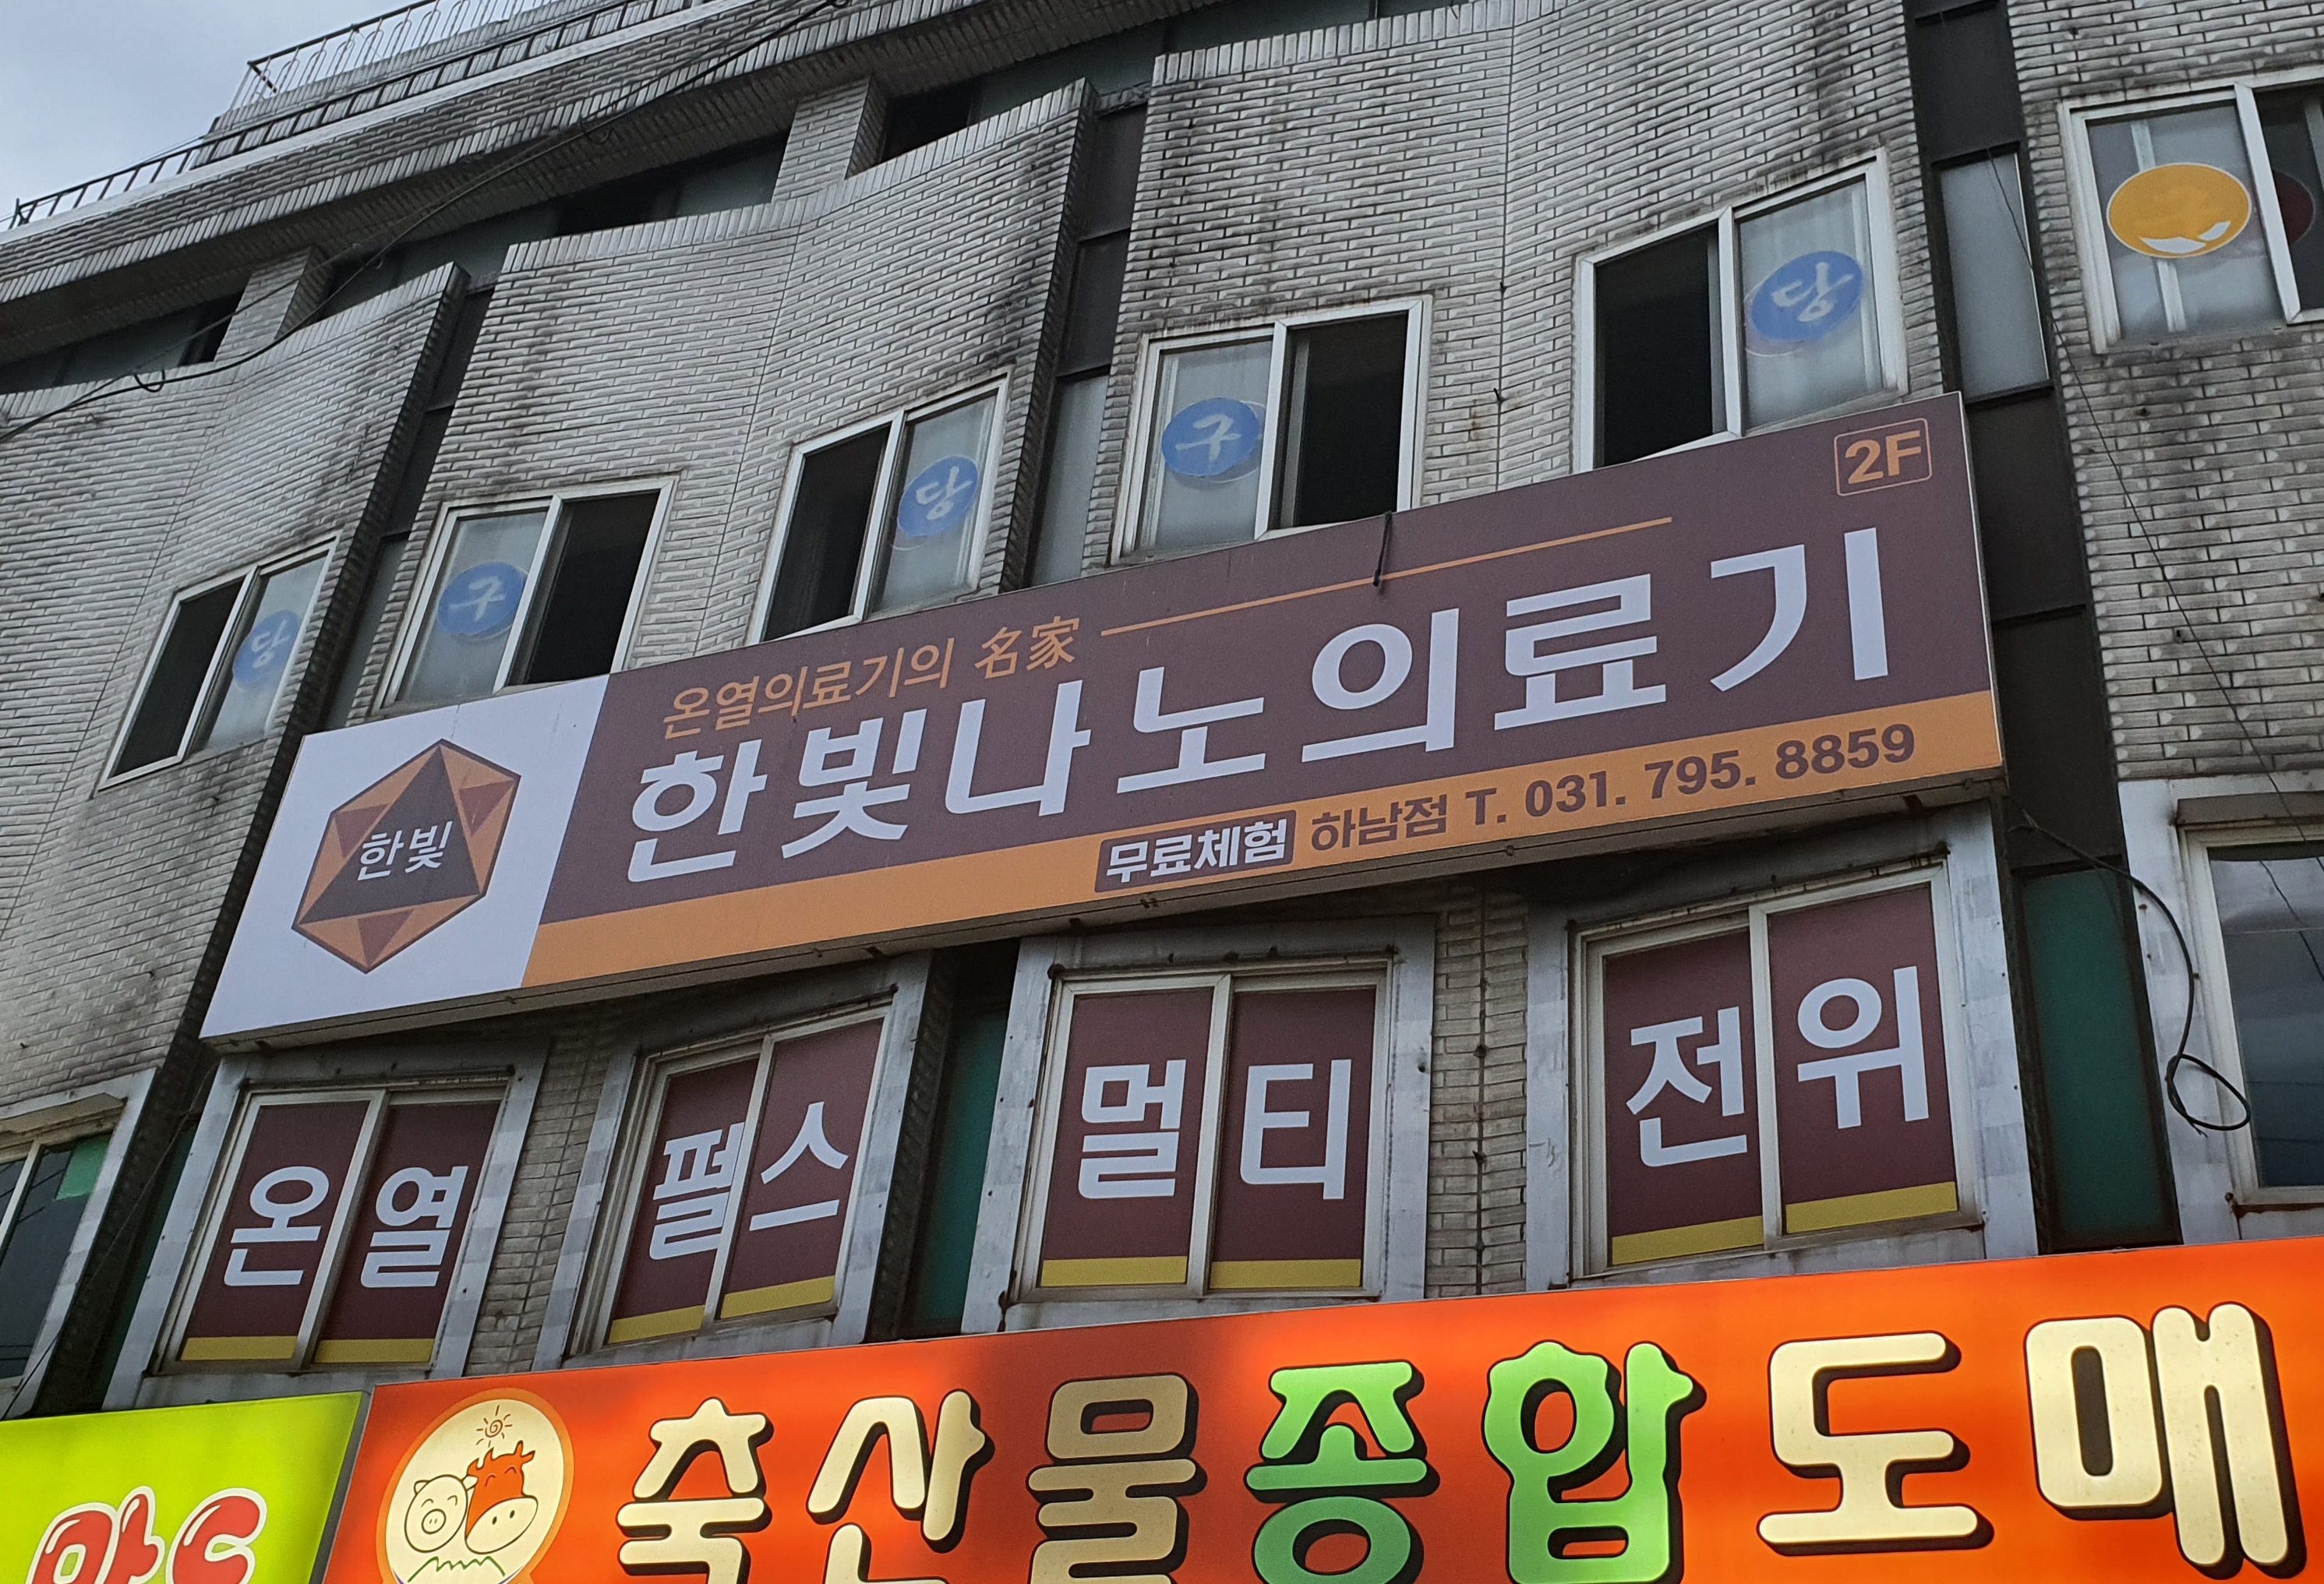 당 구 당 구 당
2F
온열의료기의 名家
한빛
한빛나노의료기
무료체험 하남점 T. 031. 795. 8859
온열 펄스 멀티 전위
축산물종합도매